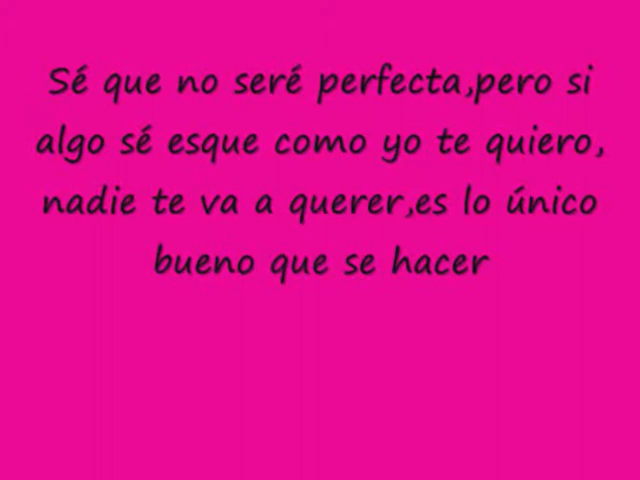 Sé que no seré perfecta,pero si
algo sé esque como yo te quiero,
nadie te va a querer,es lo único
bueno que se hacer